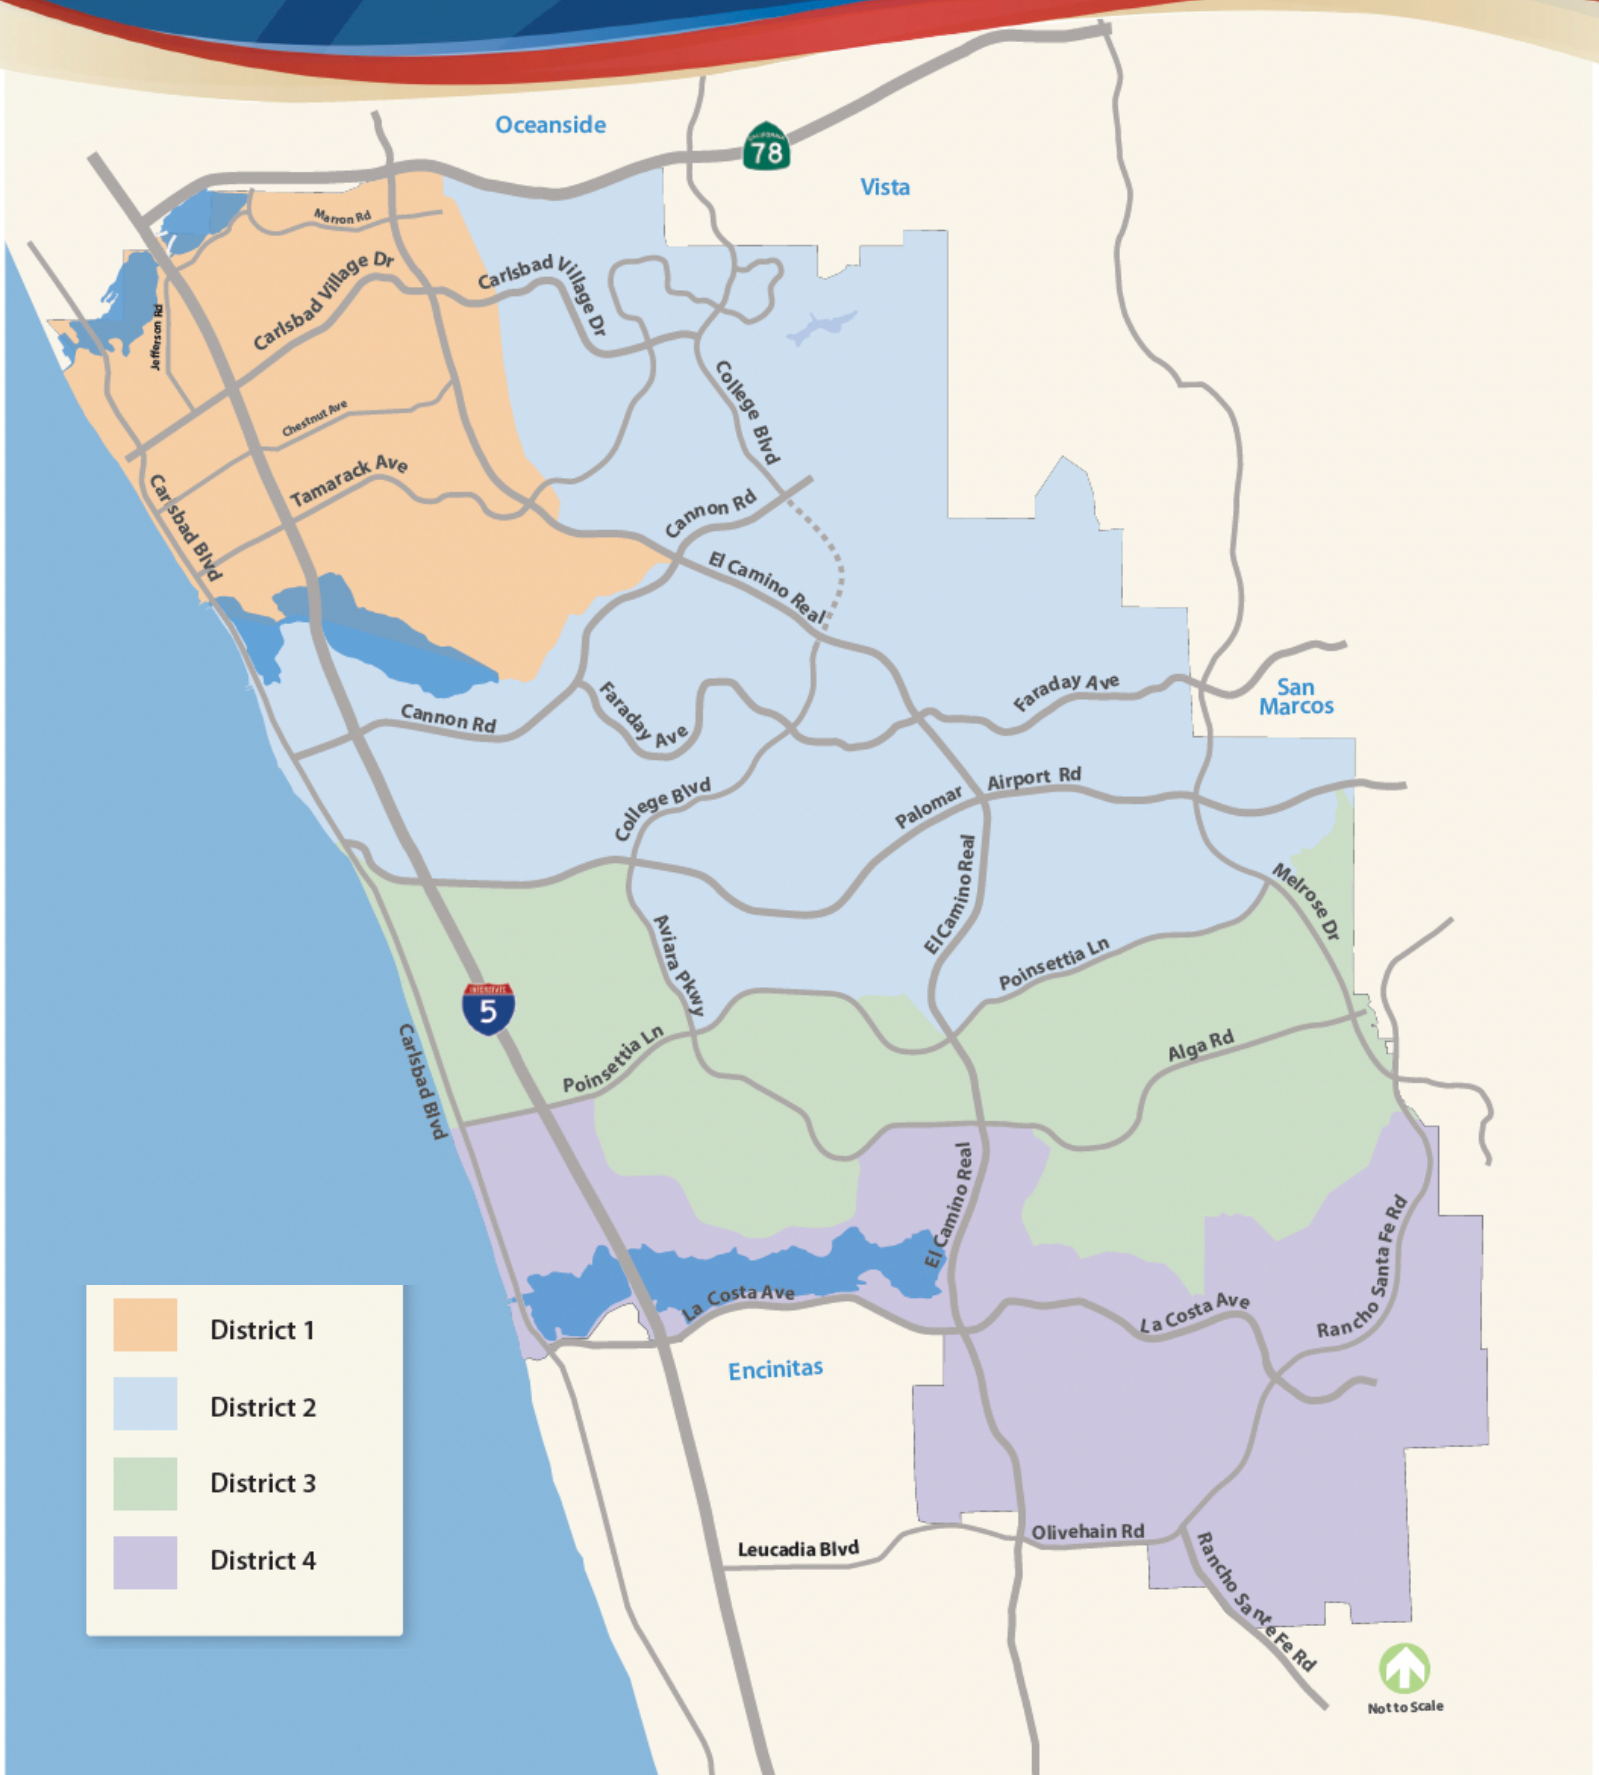 Oceanside
CALIFORNIA
78
Vista
Marron Rd
Carlsbad Village Dr
Carlsbad Village Dr
Jefferson Rd
Chestnut Ave
College Blvd
Tamarack Ave
Carlsbad Blvd
Cannon Rd
El Camino Real
Faraday Ave
San
Marcos
Faraday Ave
Cannon Rd
College Blvd
Palomar
Airport Rd
El Camino Real
Melrose Dr
Aviara Pkwy
Poinsettia Ln
INTERSTATE
5
Carlsbad Blvd
Poinsettia Ln
Alga Rd
El Camino Real
Rancho Santa Fe Rd
La Costa Ave
La Costa Ave
Encinitas
District 1
District 2
District 3
District 4
Leucadia Blvd
Olivehain Rd
Rancho Sante Fe Rd
Not to Scale